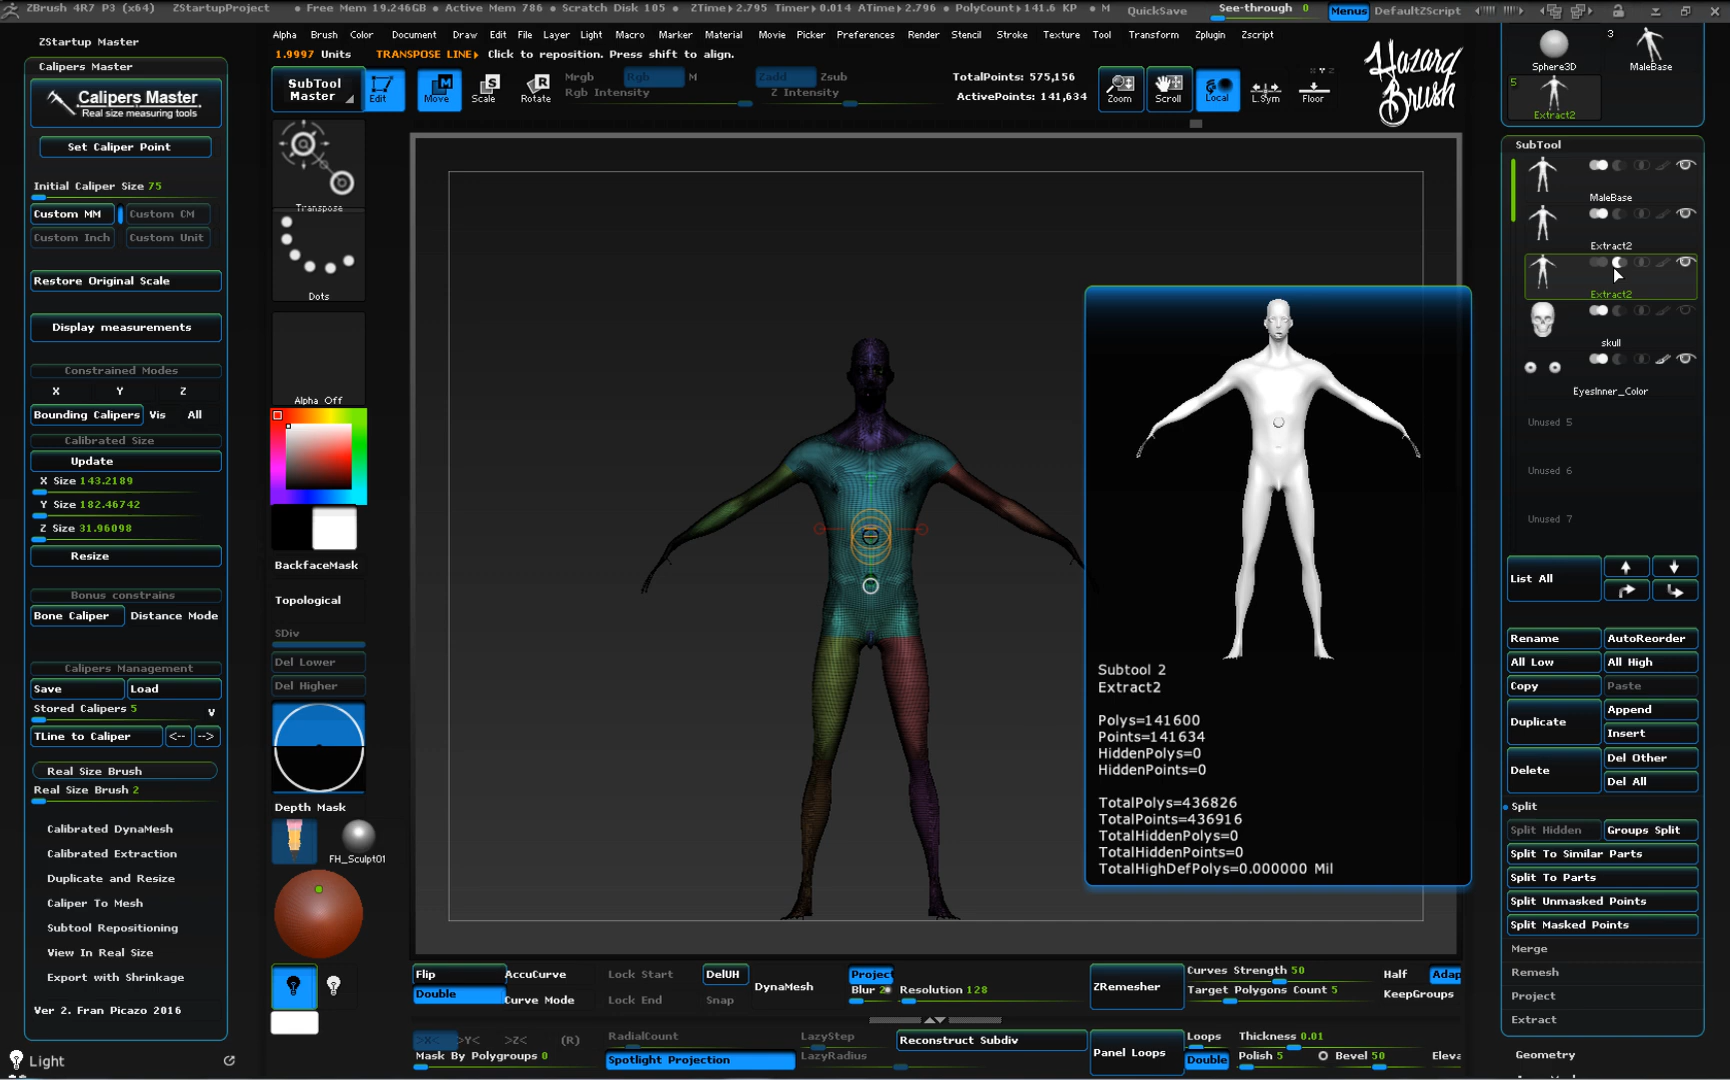 ZBrush 4R7 P3 (x64) ZStartupProject • Free Mem 19.246GB • Active Mem 786 • Scratch Disk 105 • ZTime▸2.795 Timer▸0.014 ATime▸2.796 • PolyCount▸141.6 KP • M QuickSave See-through 0 Menus DefaultZScript
ZStartup Master
Alpha Brush Color Document Draw Edit File Layer Light Macro Marker Material Movie Picker Preferences Render Stencil Stroke Texture Tool Transform Zplugin Zscript
1.9997 Units TRANSPOSE LINE▸ Click to reposition. Press shift to align.
Calipers Master
Calipers Master
Real size measuring tools
Set Caliper Point
Initial Caliper Size 75
Custom MM Custom CM
Custom Inch Custom Unit
Restore Original Scale
Display measurements
Constrained Modes
X Y Z
Bounding Calipers Vis All
Calibrated Size
Update
X Size 143.2189
Y Size 182.46742
Z Size 31.96098
Resize
Bonus constrains
Bone Caliper Distance Mode
Calipers Management
Save Load
Stored Calipers 5 V
TLine to Caliper <-- -->
Real Size Brush
Real Size Brush 2
Calibrated DynaMesh
Calibrated Extraction
Duplicate and Resize
Caliper To Mesh
Subtool Repositioning
View In Real Size
Export with Shrinkage
Ver 2. Fran Picazo 2016
Light
SubTool
Master
Edit
Move
Scale
Rotate
Mrgb Rgb M
Rgb Intensity
Zadd Zsub
Z Intensity
TotalPoints: 575,156
ActivePoints: 141,634
Zoom
Scroll
Local
L.Sym
X Y Z
Floor
Hazard
Brush
Transpose
Dots
Alpha Off
BackfaceMask
Topological
SDiv
Del Lower
Del Higher
Depth Mask
FH_Sculpt01
Subtool 2
Extract2
Polys=141600
Points=141634
HiddenPolys=0
HiddenPoints=0
TotalPolys=436826
TotalPoints=436916
TotalHiddenPolys=0
TotalHiddenPoints=0
TotalHighDefPolys=0.000000 Mil
Flip AccuCurve Lock Start DelUH
Double Curve Mode Lock End Snap
DynaMesh
Project
Blur 2 Resolution 128
ZRemesher
Curves Strength 50 Half Adap
Target Polygons Count 5 KeepGroups
>X< >Y< >Z< (R) RadialCount LazyStep
Mask By Polygroups 0 Spotlight Projection LazyRadius
Reconstruct Subdiv
Panel Loops
Loops Thickness 0.01
Double Polish 5 Bevel 50 Eleva
3
Sphere3D MaleBase
5
Extract2
SubTool
MaleBase
Extract2
Extract2
skull
EyesInner_Color
Unused 5
Unused 6
Unused 7
List All
Rename AutoReorder
All Low All High
Copy Paste
Duplicate Append
Insert
Delete Del Other
Del All
Split
Split Hidden Groups Split
Split To Similar Parts
Split To Parts
Split Unmasked Points
Split Masked Points
Merge
Remesh
Project
Extract
Geometry